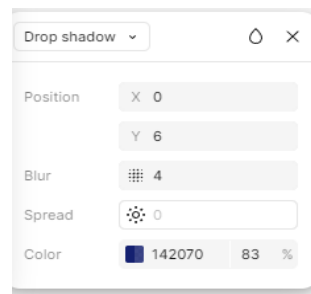 Drop shadow
Position X 0
Y 6
Blur 4
Spread 0
Color 142070 83 %